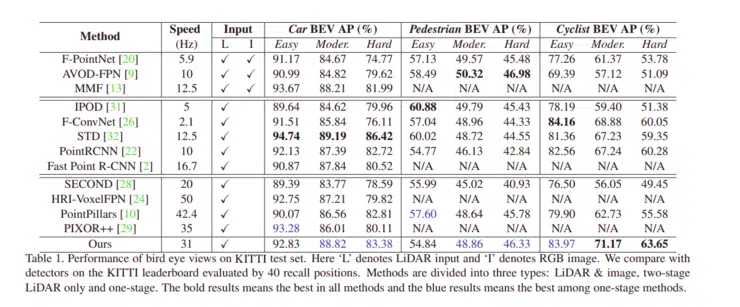 Method Speed Input Car BEV AP (%) Pedestrian BEV AP (%) Cyclist BEV AP (%)
(Hz) L I Easy Moder. Hard Easy Moder. Hard Easy Moder. Hard
F-PointNet [20] 5.9 ✓ ✓ 91.17 84.67 74.77 57.13 49.57 45.48 77.26 61.37 53.78
AVOD-FPN [9] 10 ✓ ✓ 90.99 84.82 79.62 58.49 50.32 46.98 69.39 57.12 51.09
MMF [13] 12.5 ✓ ✓ 93.67 88.21 81.99 N/A N/A N/A N/A N/A N/A
IPOD [31] 5 ✓ 89.64 84.62 79.96 60.88 49.79 45.43 78.19 59.40 51.38
F-ConvNet [26] 2.1 ✓ 91.51 85.84 76.11 57.04 48.96 44.33 84.16 68.88 60.05
STD [32] 12.5 ✓ 94.74 89.19 86.42 60.02 48.72 44.55 81.36 67.23 59.35
PointRCNN [22] 10 ✓ 92.13 87.39 82.72 54.77 46.13 42.84 82.56 67.24 60.28
Fast Point R-CNN [2] 16.7 ✓ 90.87 87.84 80.52 N/A N/A N/A N/A N/A N/A
SECOND [28] 20 ✓ 89.39 83.77 78.59 55.99 45.02 40.93 76.50 56.05 49.45
HRI-VoxelFPN [24] 50 ✓ 92.75 87.21 79.82 N/A N/A N/A N/A N/A N/A
PointPillars [10] 42.4 ✓ 90.07 86.56 82.81 57.60 48.64 45.78 79.90 62.73 55.58
PIXOR++ [29] 35 ✓ 93.28 86.01 80.11 N/A N/A N/A N/A N/A N/A
Ours 31 ✓ 92.83 88.82 83.38 54.84 48.86 46.33 83.97 71.17 63.65
Table 1. Performance of bird eye views on KITTI test set. Here ‘L’ denotes LiDAR input and ‘I’ denotes RGB image. We compare with
detectors on the KITTI leaderboard evaluated by 40 recall positions. Methods are divided into three types: LiDAR & image, two-stage
LiDAR only and one-stage. The bold results means the best in all methods and the blue results means the best among one-stage methods.